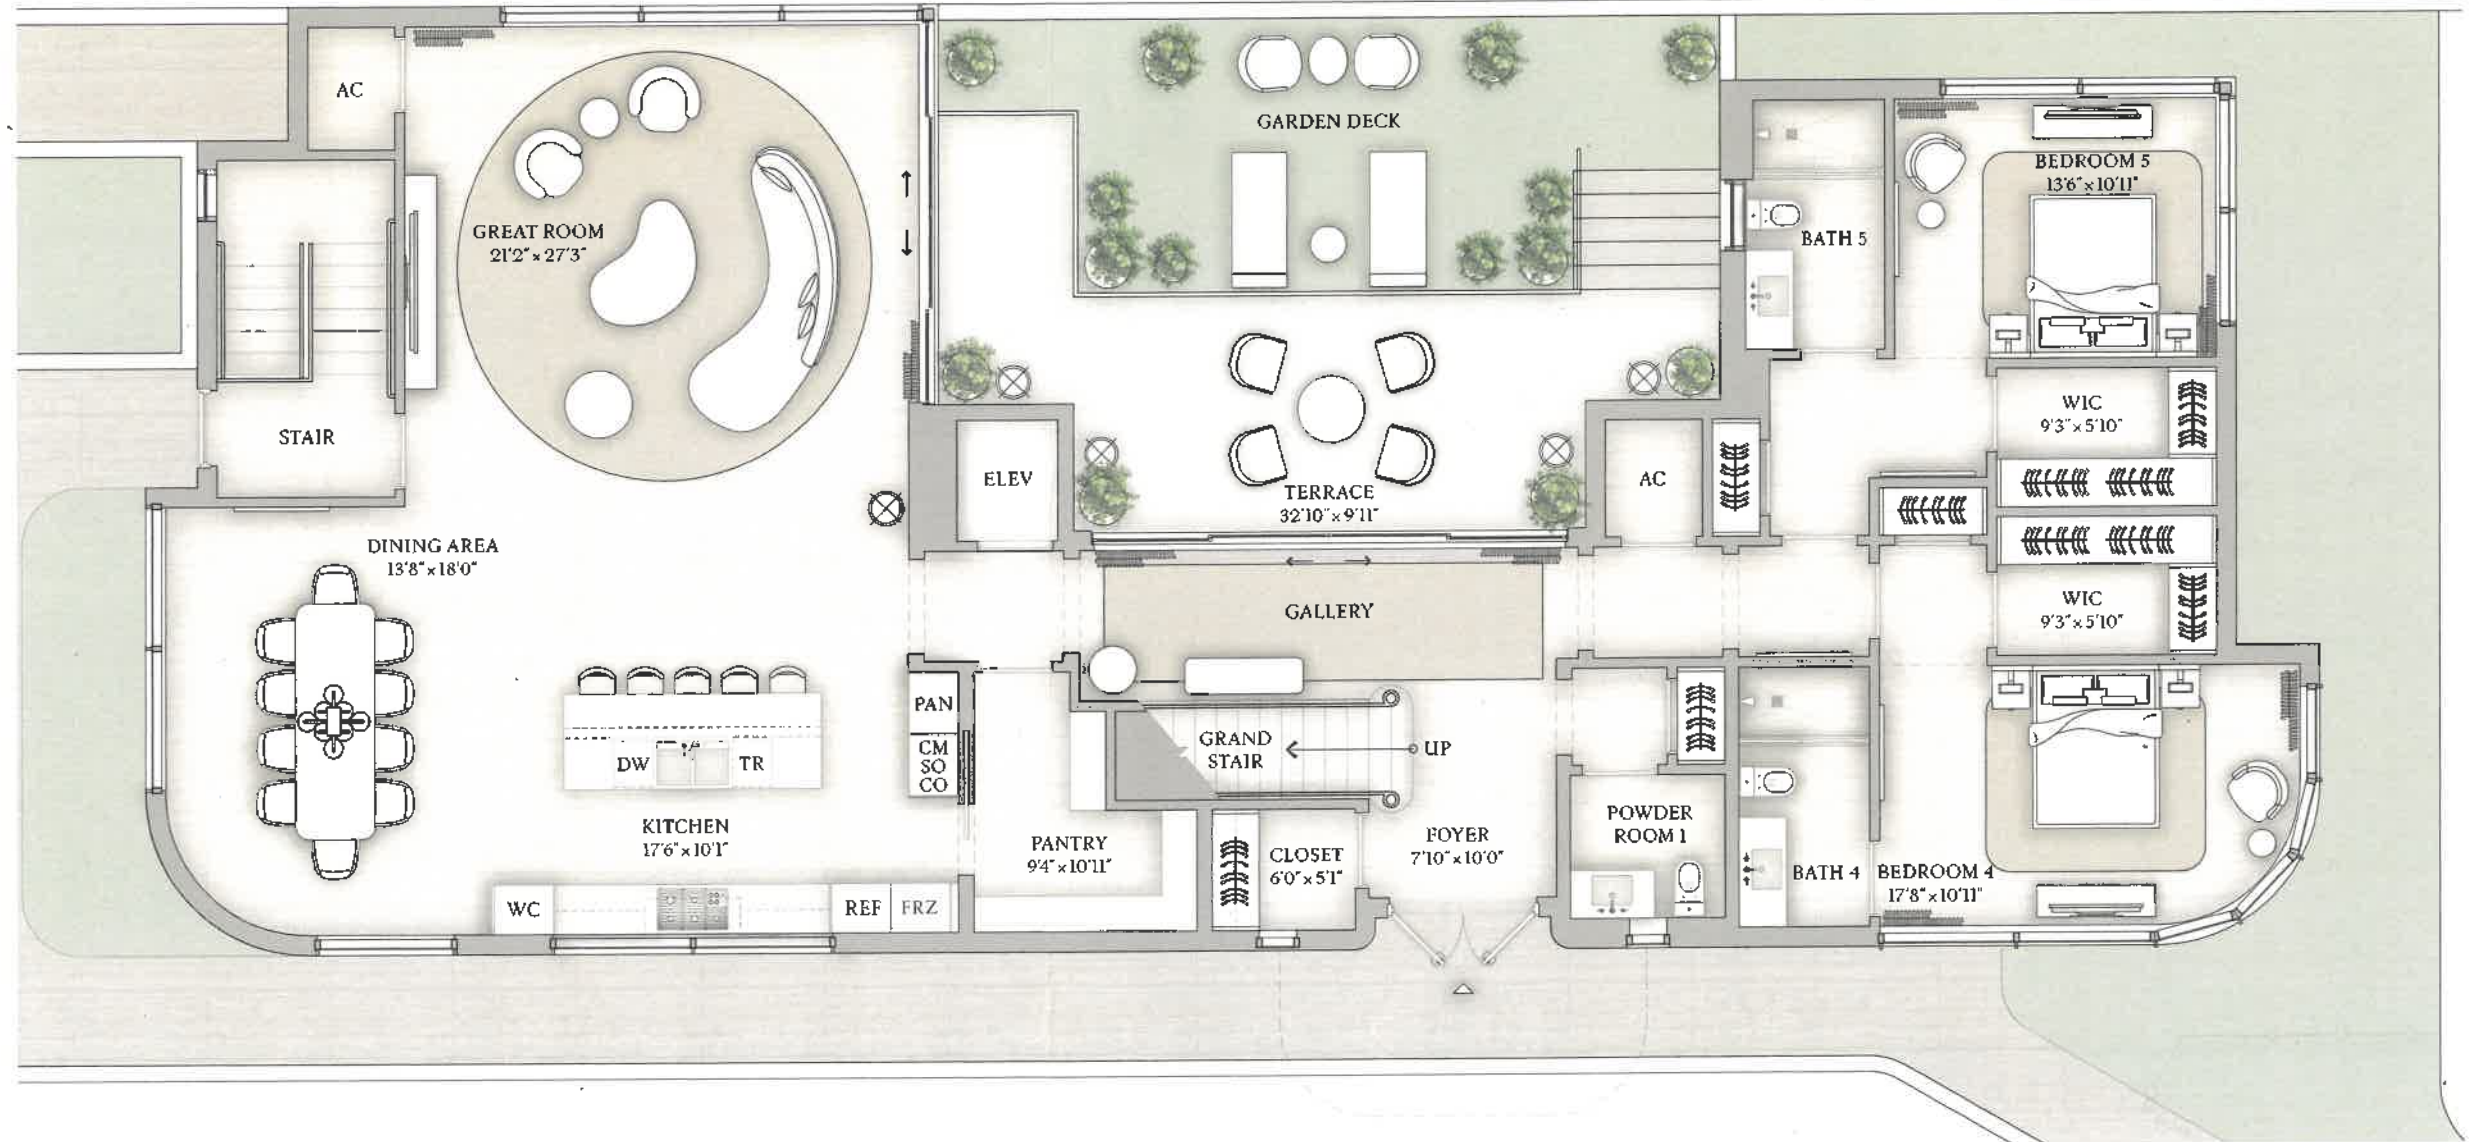 AC
GREAT ROOM
21'2" x 27'3"
STAIR
DINING AREA
13'8" x 18'0"
KITCHEN
17'6" x 10'1"
DW
TR
WC
REF
FRZ
PAN
CM
SO
CO
PANTRY
9'4" x 10'11"
ELEV
GARDEN DECK
TERRACE
32'10" x 9'11"
GALLERY
GRAND
STAIR
UP
CLOSET
6'0" x 5'1"
FOYER
7'10" x 10'0"
POWDER
ROOM 1
AC
BATH 5
BEDROOM 5
13'6" x 10'11"
WIC
9'3" x 5'10"
WIC
9'3" x 5'10"
BATH 4
BEDROOM 4
17'8" x 10'11"